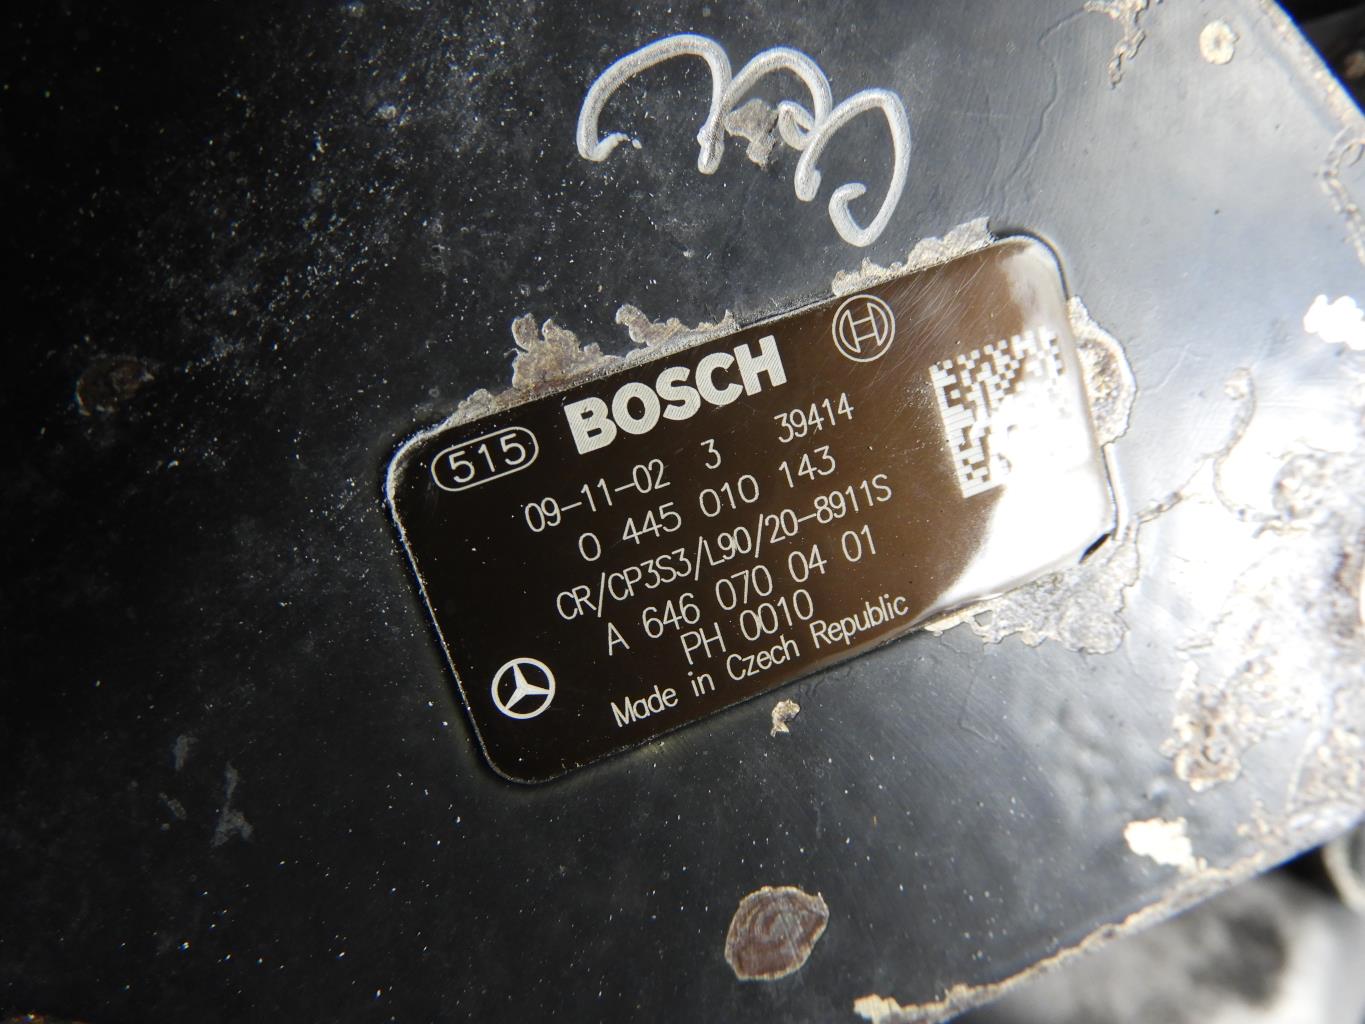 515 BOSCH
09-11-02 3 39414
0 445 010 143
CR/CP3S3/L90/20-8911S
A 646 070 04 01
PH 0010
Made in Czech Republic